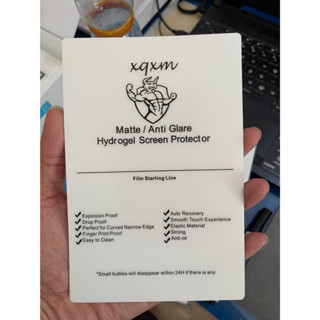 xqxm
Matte / Anti Glare
Hydrogel Screen Protector
Film Starting Line
Explosion Proof
Drop Proof
Perfect for Curved Narrow Edge
Finger Print Proof
Easy to Clean
Auto Recovery
Smooth Touch Experience
Elastic Material
Strong
Anti oil
*Small bubles will diasppear within 24H if there is any